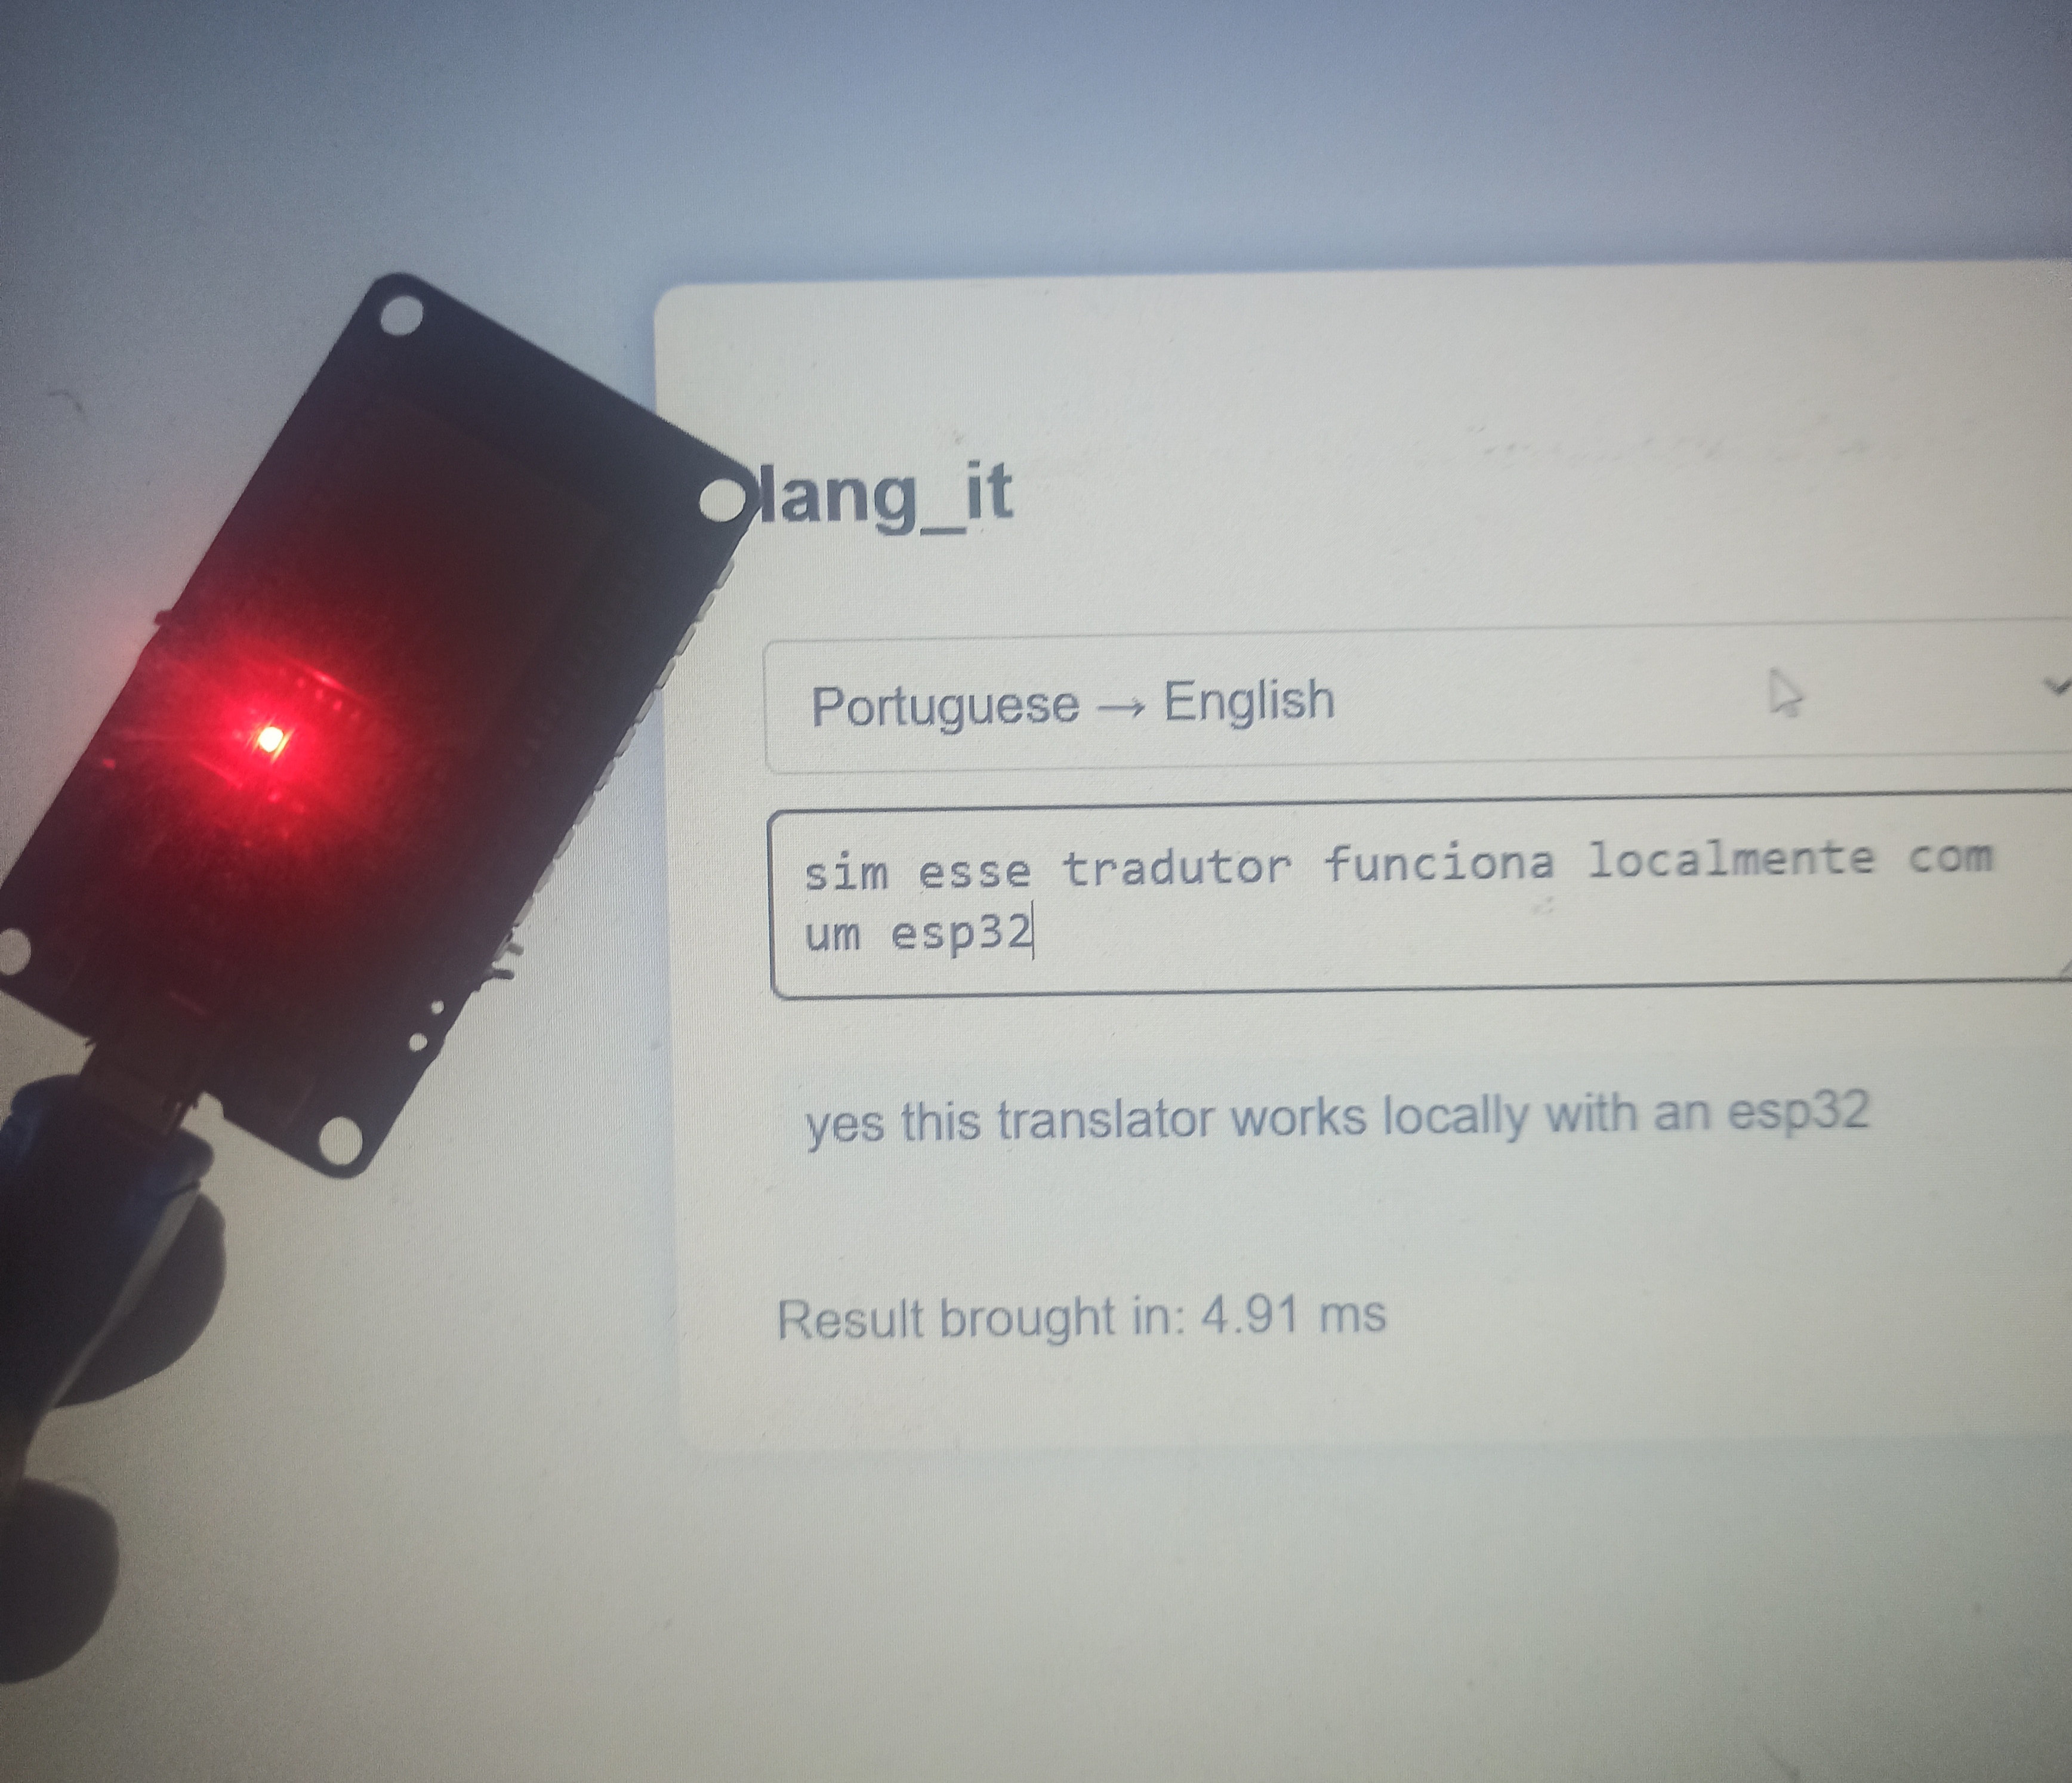 lang_it
Portuguese → English
sim esse tradutor funciona localmente com
um esp32
yes this translator works locally with an esp32
Result brought in: 4.91 ms